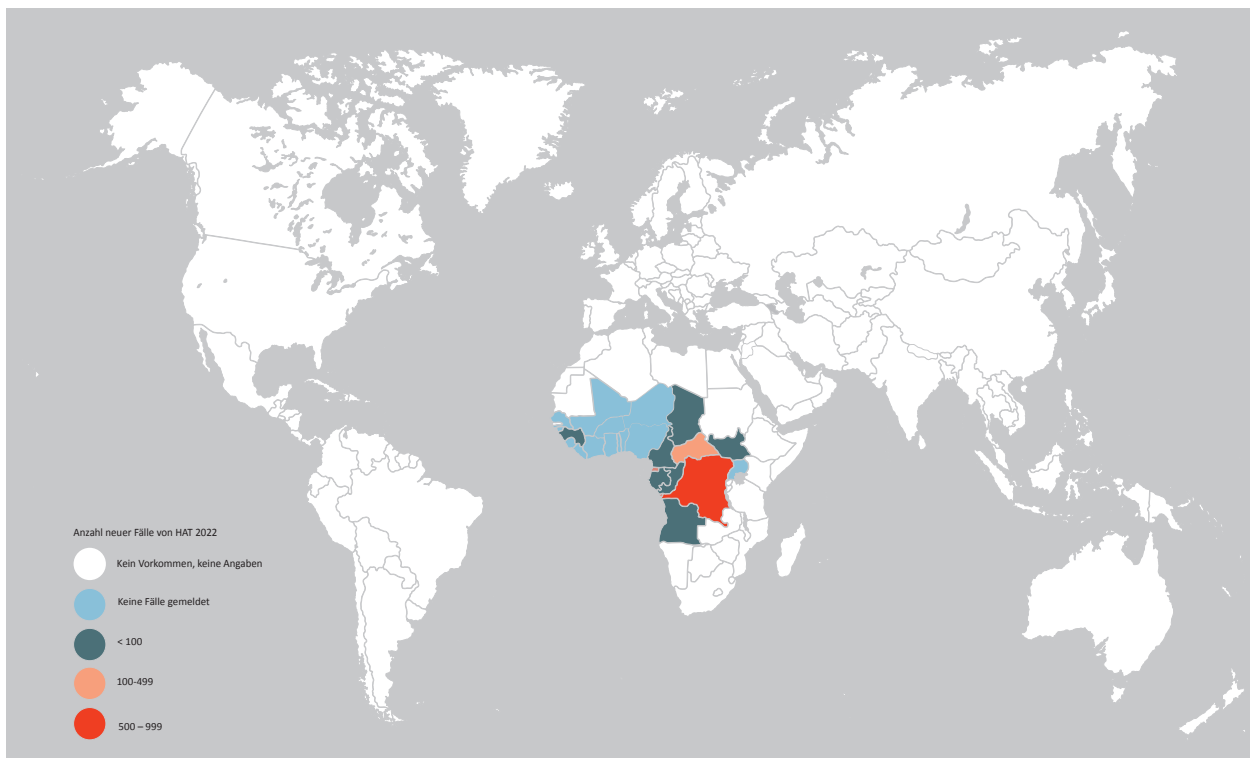 Anzahl neuer Fälle von HAT 2022
Kein Vorkommen, keine Angaben
Keine Fälle gemeldet
< 100
100-499
500 – 999